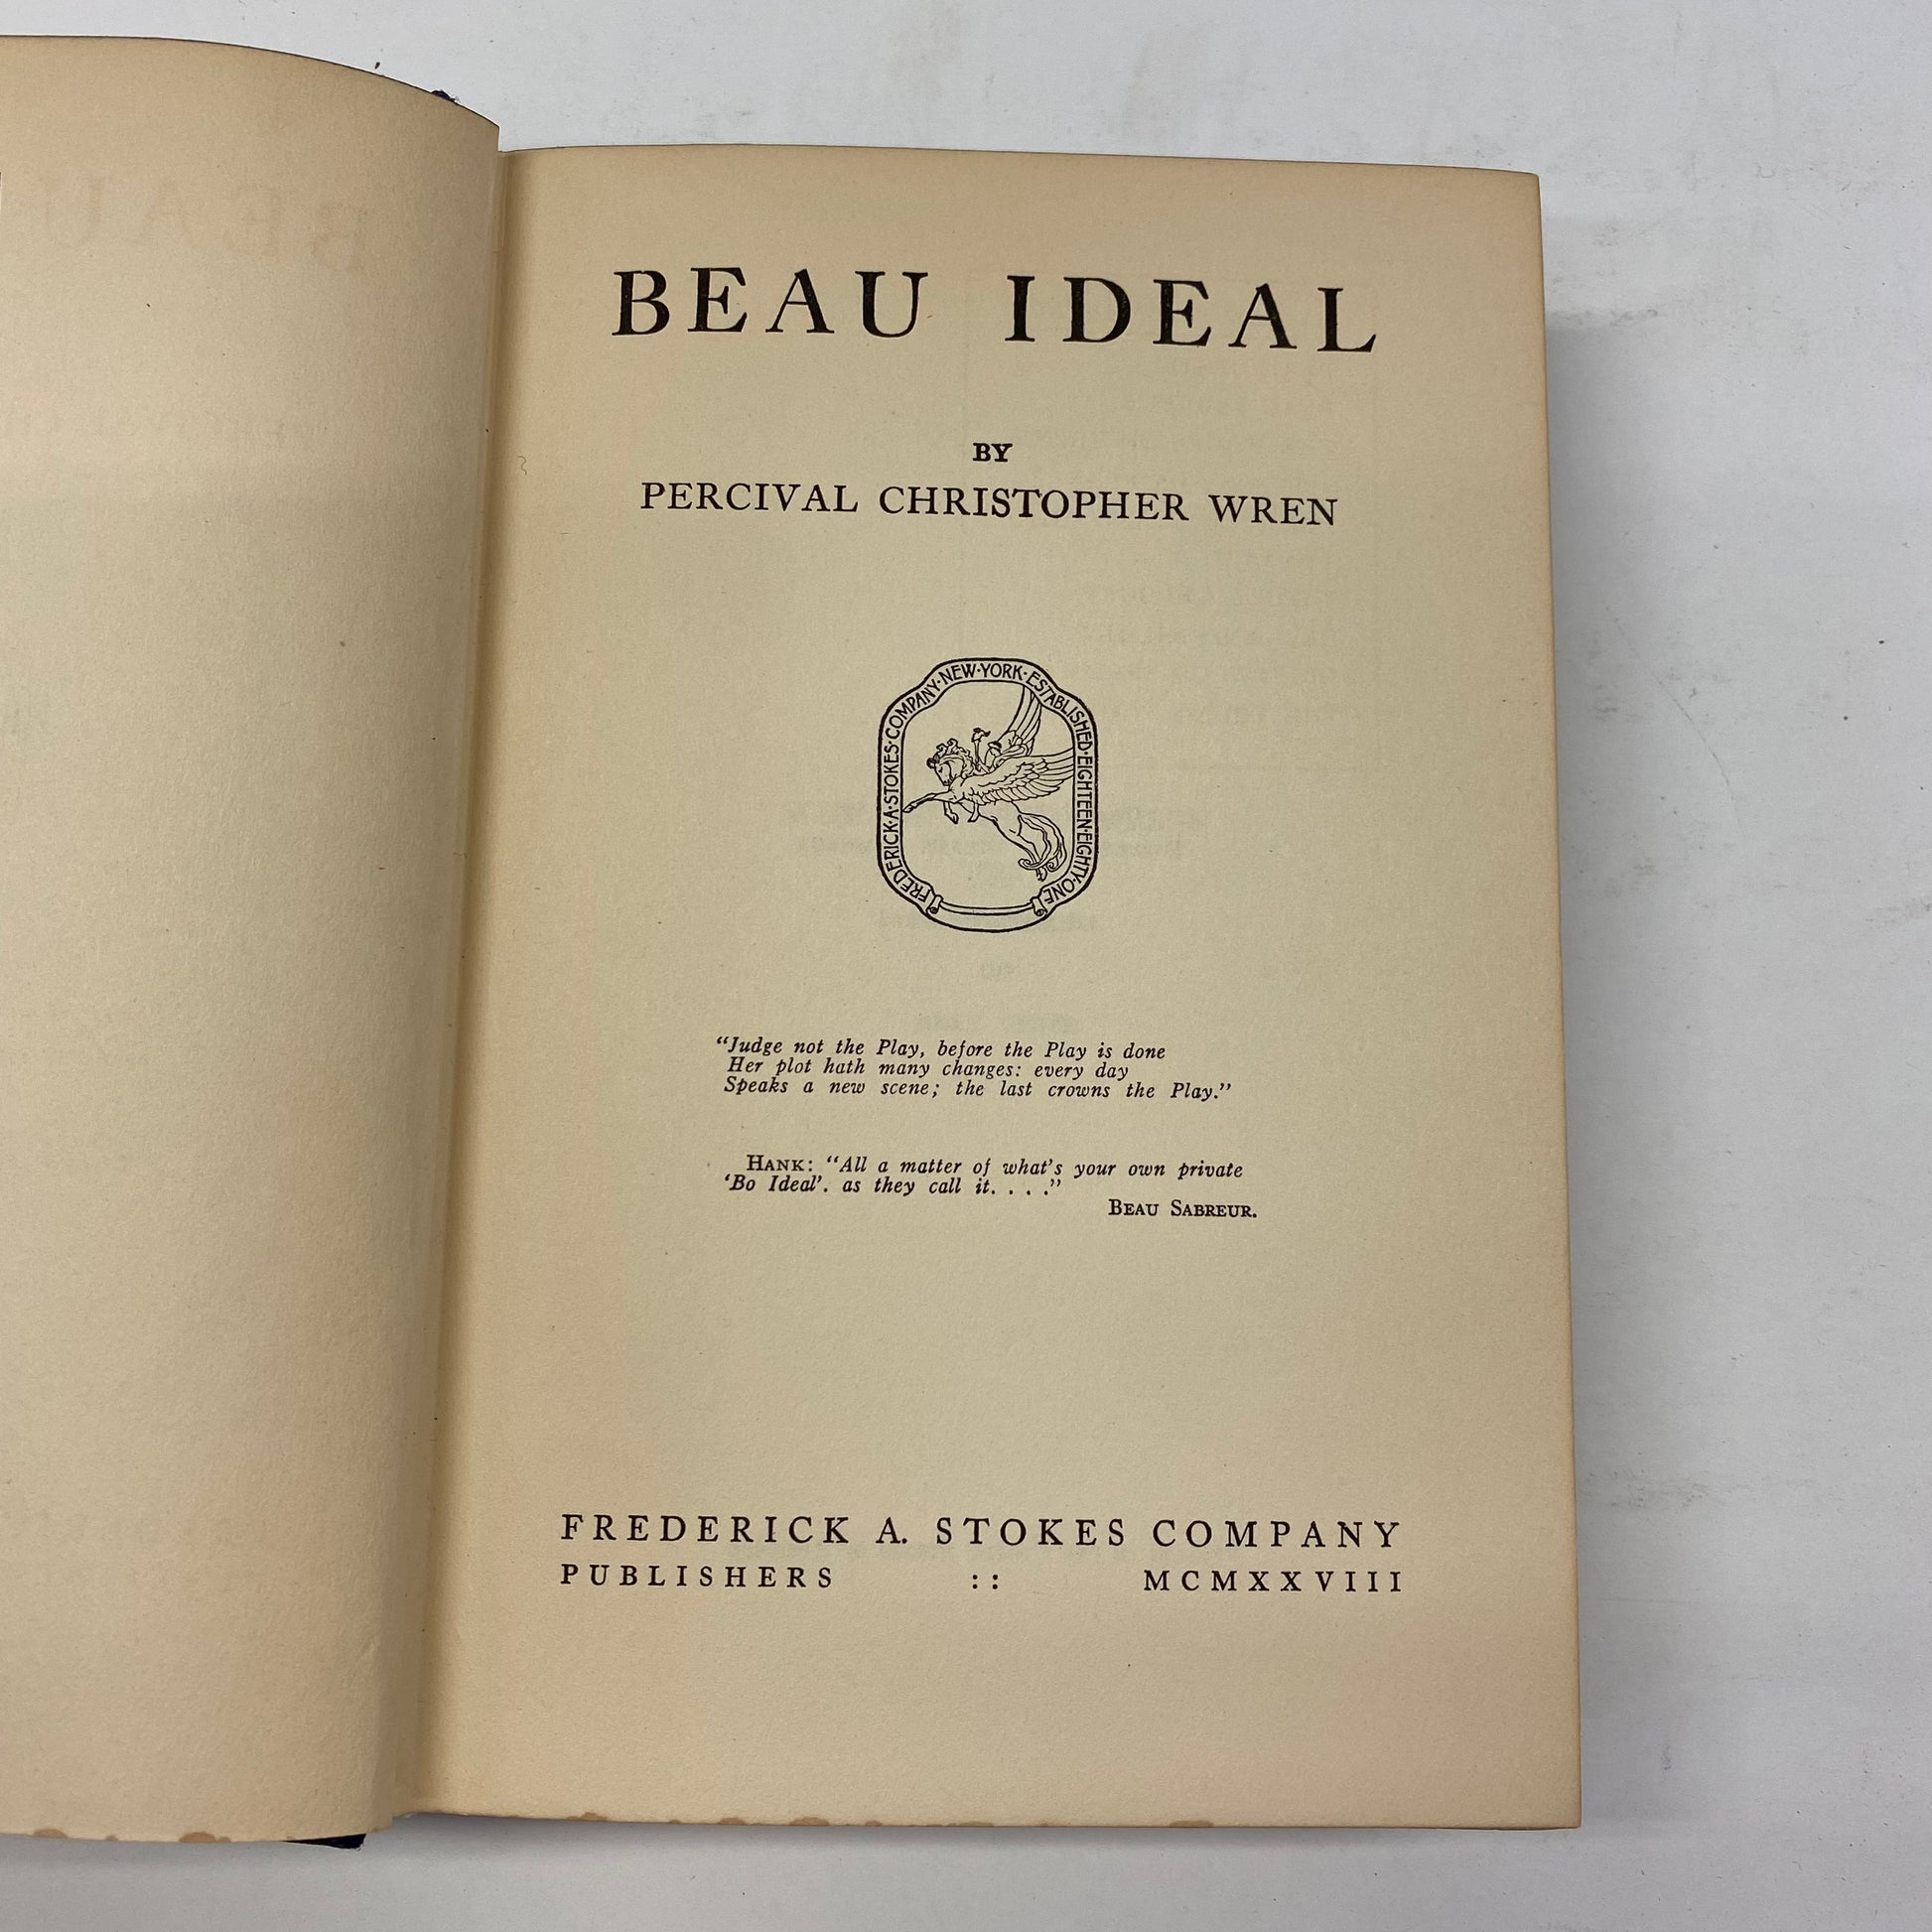 BEAU IDEAL
BY
PERCIVAL CHRISTOPHER WREN
FREDERICK·A·STOKES·COMPANY·NEW·YORK·ESTABLISHED·EIGHTEEN·EIGHTY·ONE
"Judge not the Play, before the Play is done
Her plot hath many changes: every day
Speaks a new scene; the last crowns the Play."
HANK: "All a matter of what's your own private
'Bo Ideal'. as they call it. . . ."
BEAU SABREUR.
FREDERICK A. STOKES COMPANY
PUBLISHERS :: MCMXXVIII